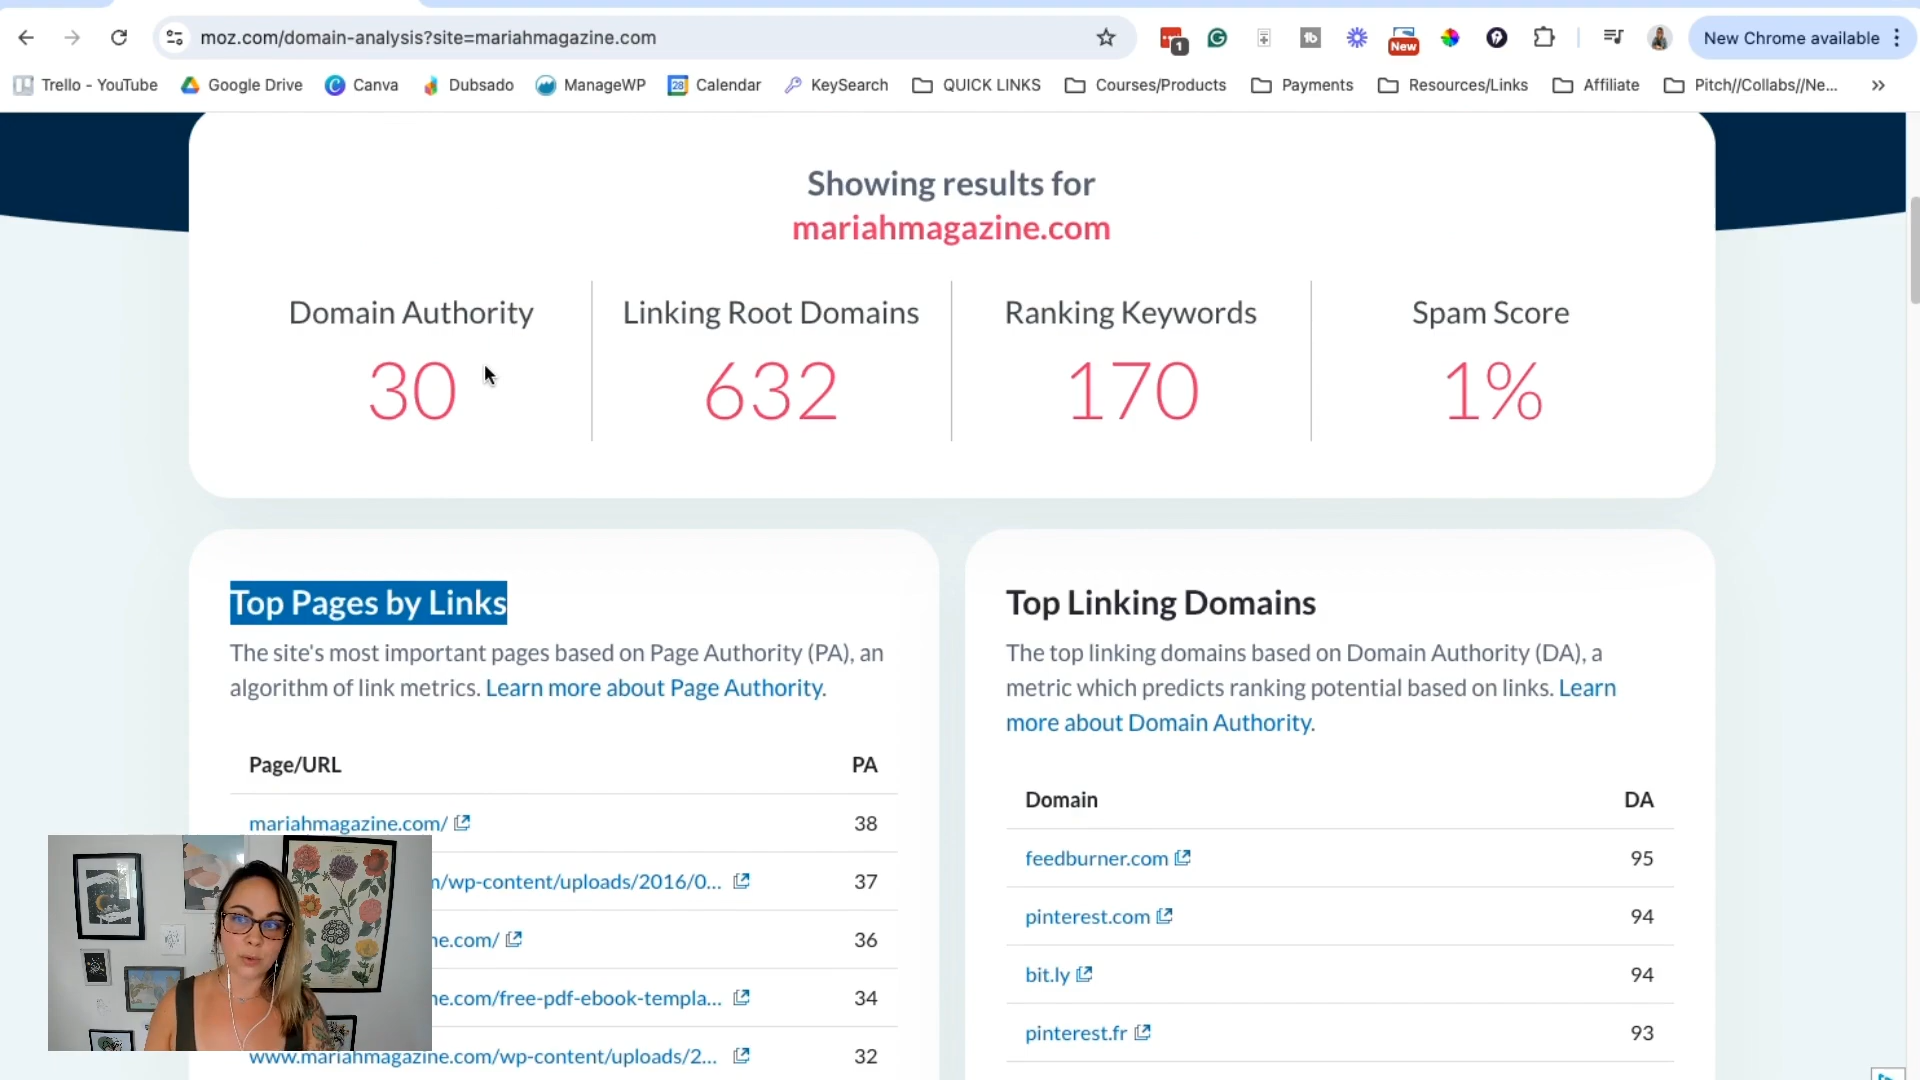 moz.com/domain-analysis?site=mariahmagazine.com
1
New
New Chrome available
Trello - YouTube
Google Drive
Canva
Dubsado
ManageWP
28
Calendar
KeySearch
QUICK LINKS
Courses/Products
Payments
Resources/Links
Affiliate
Pitch//Collabs//Ne...
Showing results for
mariahmagazine.com
Domain Authority
30
Linking Root Domains
632
Ranking Keywords
170
Spam Score
1%
Top Pages by Links
The site's most important pages based on Page Authority (PA), an
algorithm of link metrics. Learn more about Page Authority.
Page/URL PA
mariahmagazine.com/ 38
/wp-content/uploads/2016/0... 37
e.com/ 36
e.com/free-pdf-ebook-templa... 34
www.mariahmagazine.com/wp-content/uploads/2... 32
Top Linking Domains
The top linking domains based on Domain Authority (DA), a
metric which predicts ranking potential based on links. Learn
more about Domain Authority.
Domain DA
feedburner.com 95
pinterest.com 94
bit.ly 94
pinterest.fr 93